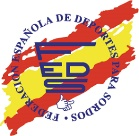 FEDERACIÓN ESPAÑOLA DE DEPORTES PARA SORDOS
FEDS